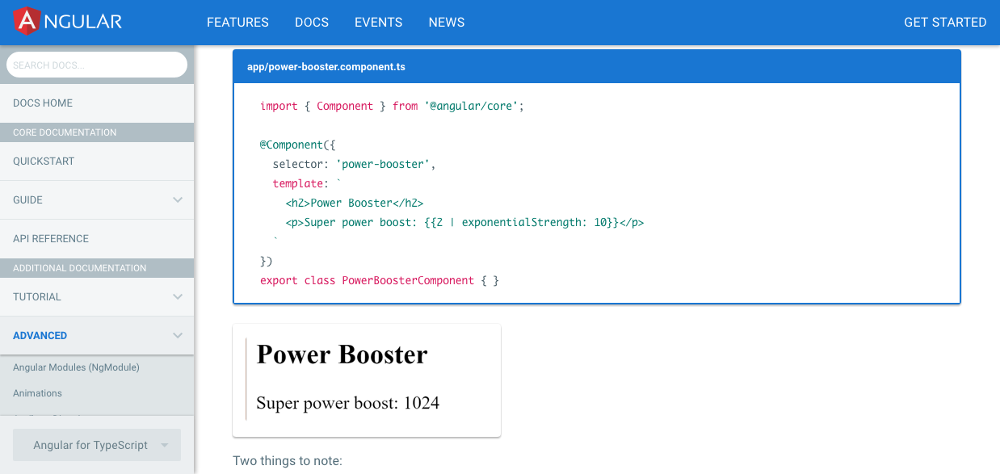 ANGULAR
FEATURES DOCS EVENTS NEWS
GET STARTED
SEARCH DOCS...
DOCS HOME
CORE DOCUMENTATION
QUICKSTART
GUIDE
API REFERENCE
ADDITIONAL DOCUMENTATION
TUTORIAL
ADVANCED
Angular Modules (NgModule)
Animations
Angular for TypeScript
app/power-booster.component.ts
import { Component } from '@angular/core';
@Component({
  selector: 'power-booster',
  template: `
    <h2>Power Booster</h2>
    <p>Super power boost: {{2 | exponentialStrength: 10}}</p>
  `
})
export class PowerBoosterComponent { }
Power Booster
Super power boost: 1024
Two things to note: